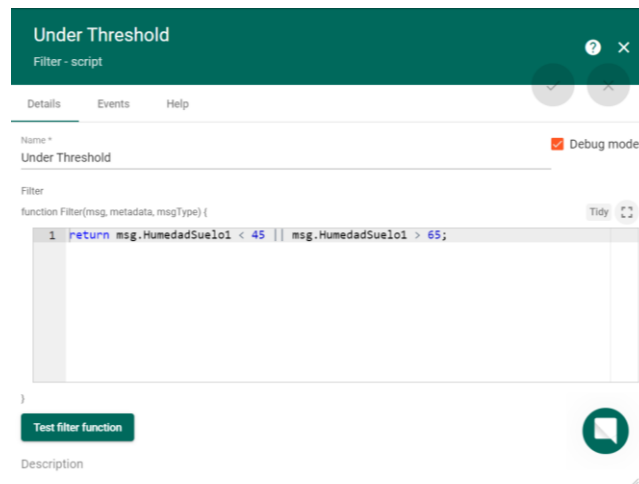 Under Threshold
Filter - script
Details Events Help
Name *
Under Threshold
Debug mode
Filter
function Filter(msg, metadata, msgType) {
Tidy
1 return msg.HumedadSuelo1 < 45 || msg.HumedadSuelo1 > 65;
}
Test filter function
Description